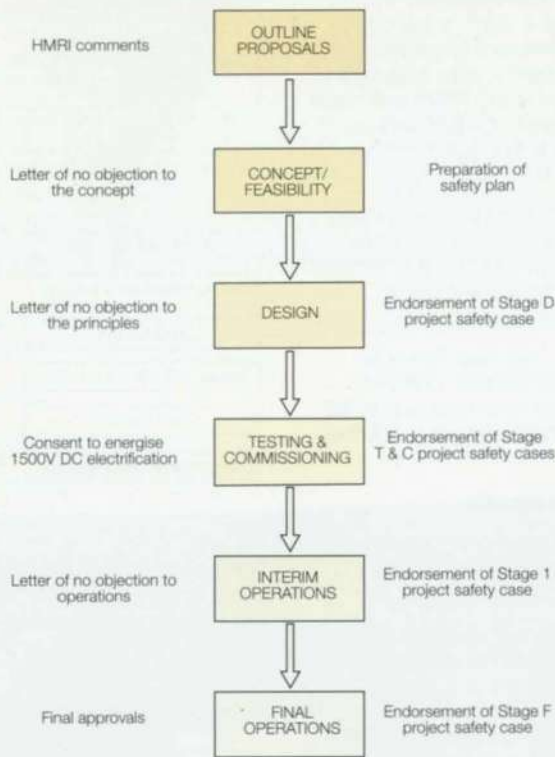 HMRI comments
OUTLINE
PROPOSALS
Letter of no objection to
the concept
CONCEPT/
FEASIBILITY
Preparation of
safety plan
Letter of no objection to
the principles
DESIGN
Endorsement of Stage D
project safety case
Consent to energise
1500V DC electrification
TESTING &
COMMISSIONING
Endorsement of Stage
T & C project safety cases
Letter of no objection to
operations
INTERIM
OPERATIONS
Endorsement of Stage 1
project safety case
Final approvals
FINAL
OPERATIONS
Endorsement of Stage F
project safety case